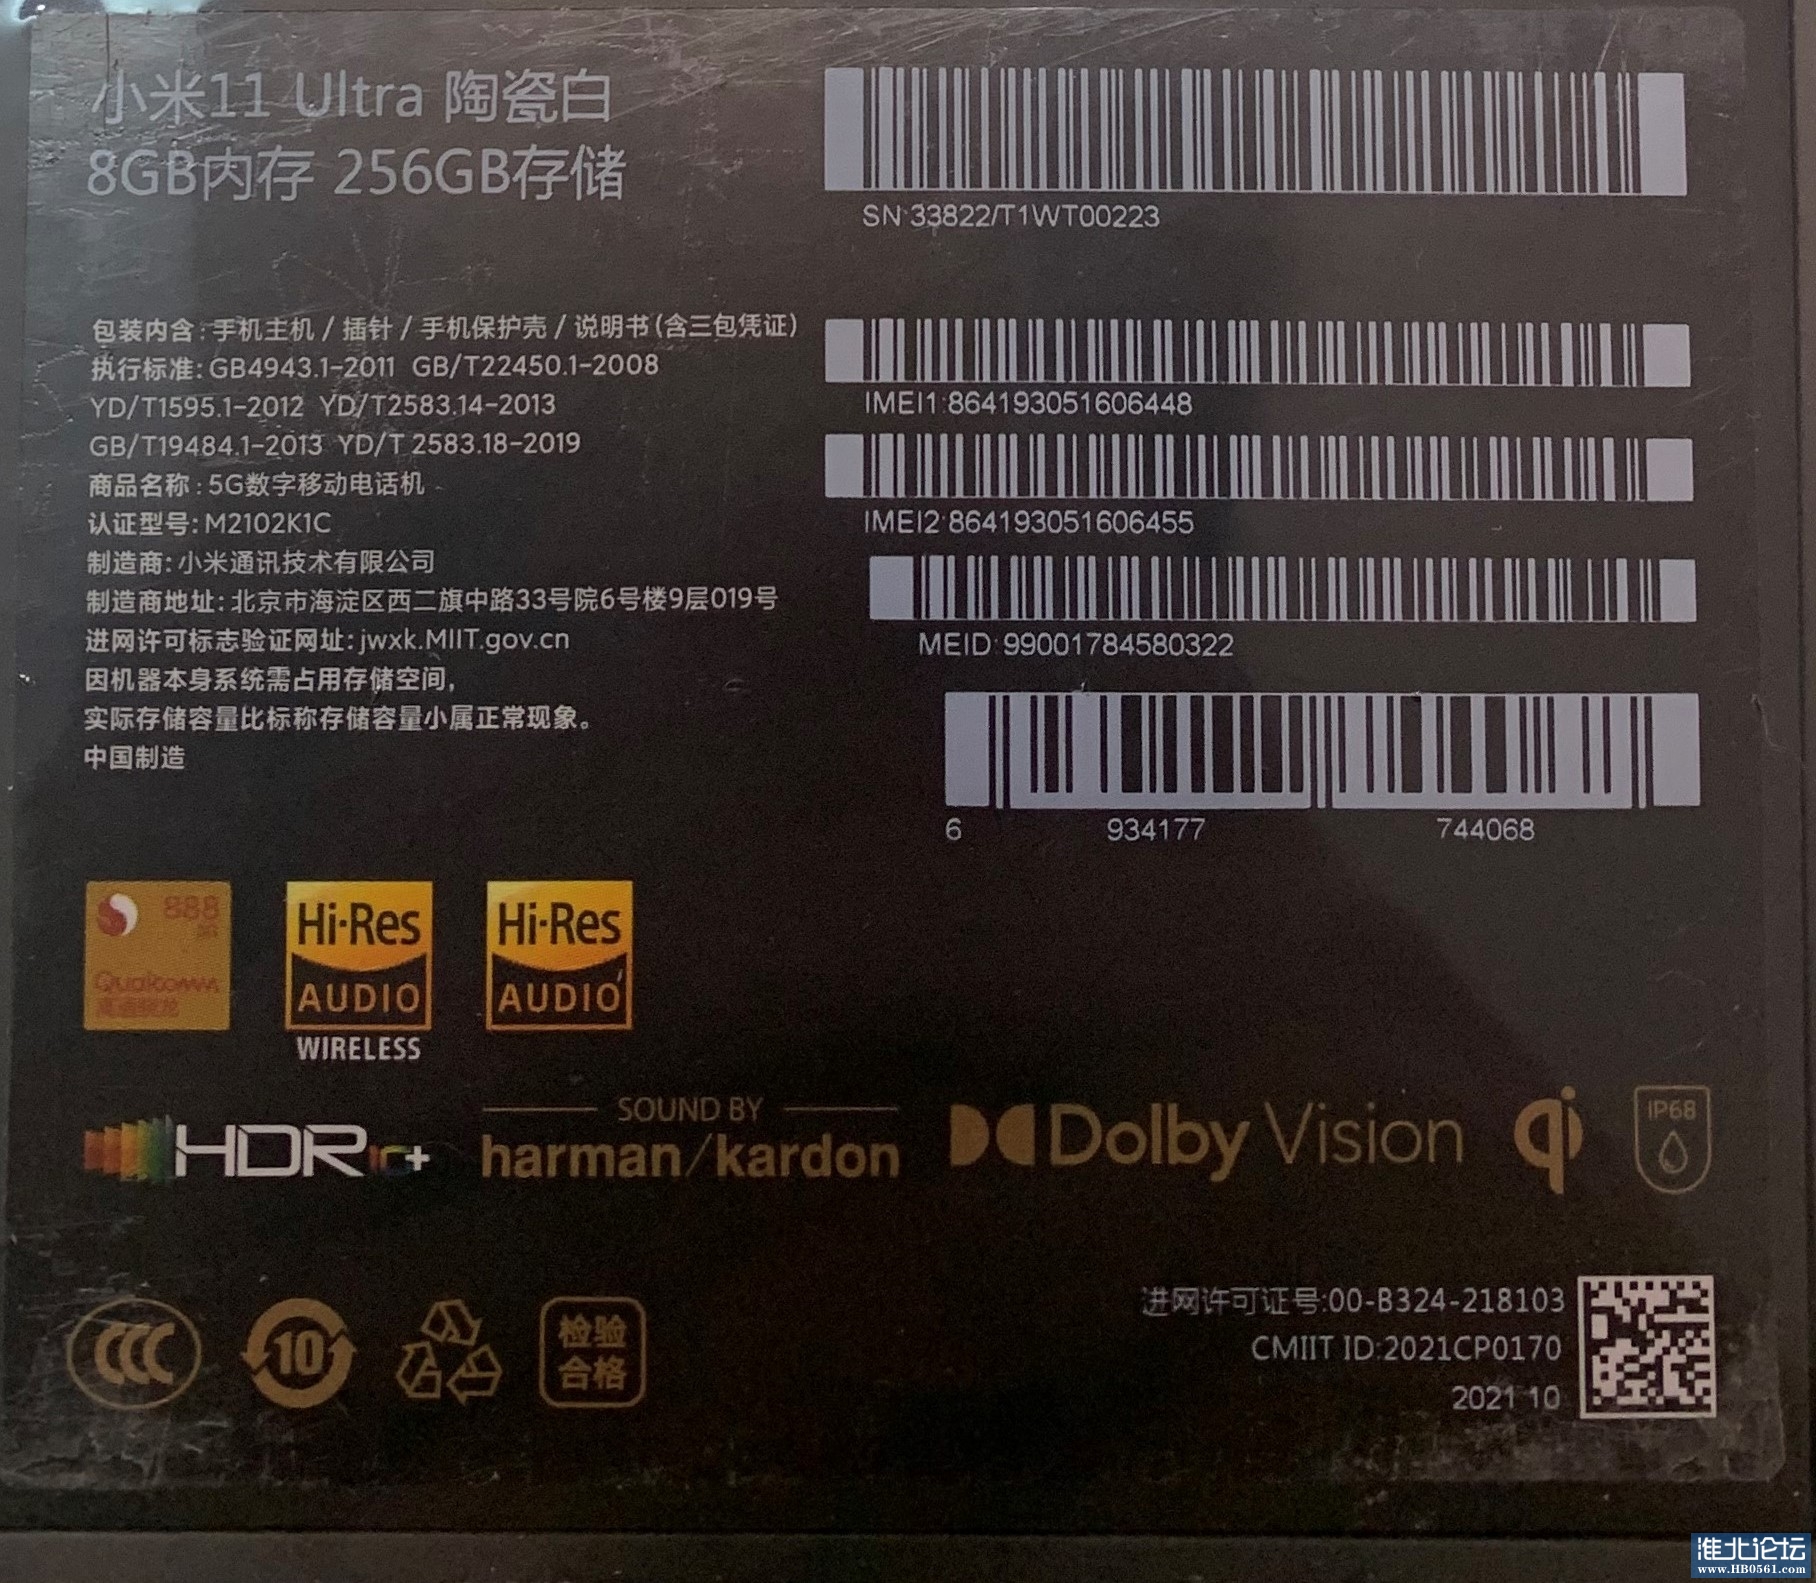 小米11 Ultra 陶瓷白
8GB内存 256GB存储
SN:33822/T1WT00223
包装内含:手机主机 / 插针 / 手机保护壳 / 说明书(含三包凭证)
执行标准:GB4943.1-2011 GB/T22450.1-2008
YD/T1595.1-2012 YD/T2583.14-2013
GB/T19484.1-2013 YD/T 2583.18-2019
商品名称:5G数字移动电话机
认证型号:M2102K1C
制造商:小米通讯技术有限公司
制造商地址:北京市海淀区西二旗中路33号院6号楼9层019号
进网许可标志验证网址:jwxk.MIIT.gov.cn
因机器本身系统需占用存储空间,
实际存储容量比标称存储容量小属正常现象。
中国制造
IMEI1:864193051606448
IMEI2:864193051606455
MEID:99001784580322
6 934177 744068
888
5G
Qualcomm
高通骁龙
Hi-Res
AUDIO
WIRELESS
Hi-Res
AUDIO
HDR10+
SOUND BY
harman/kardon
Dolby Vision
qi
IP68
CCC
10
检验
合格
进网许可证号:00-B324-218103
CMIIT ID:2021CP0170
2021 10
淮北论坛
www.HB0561.com